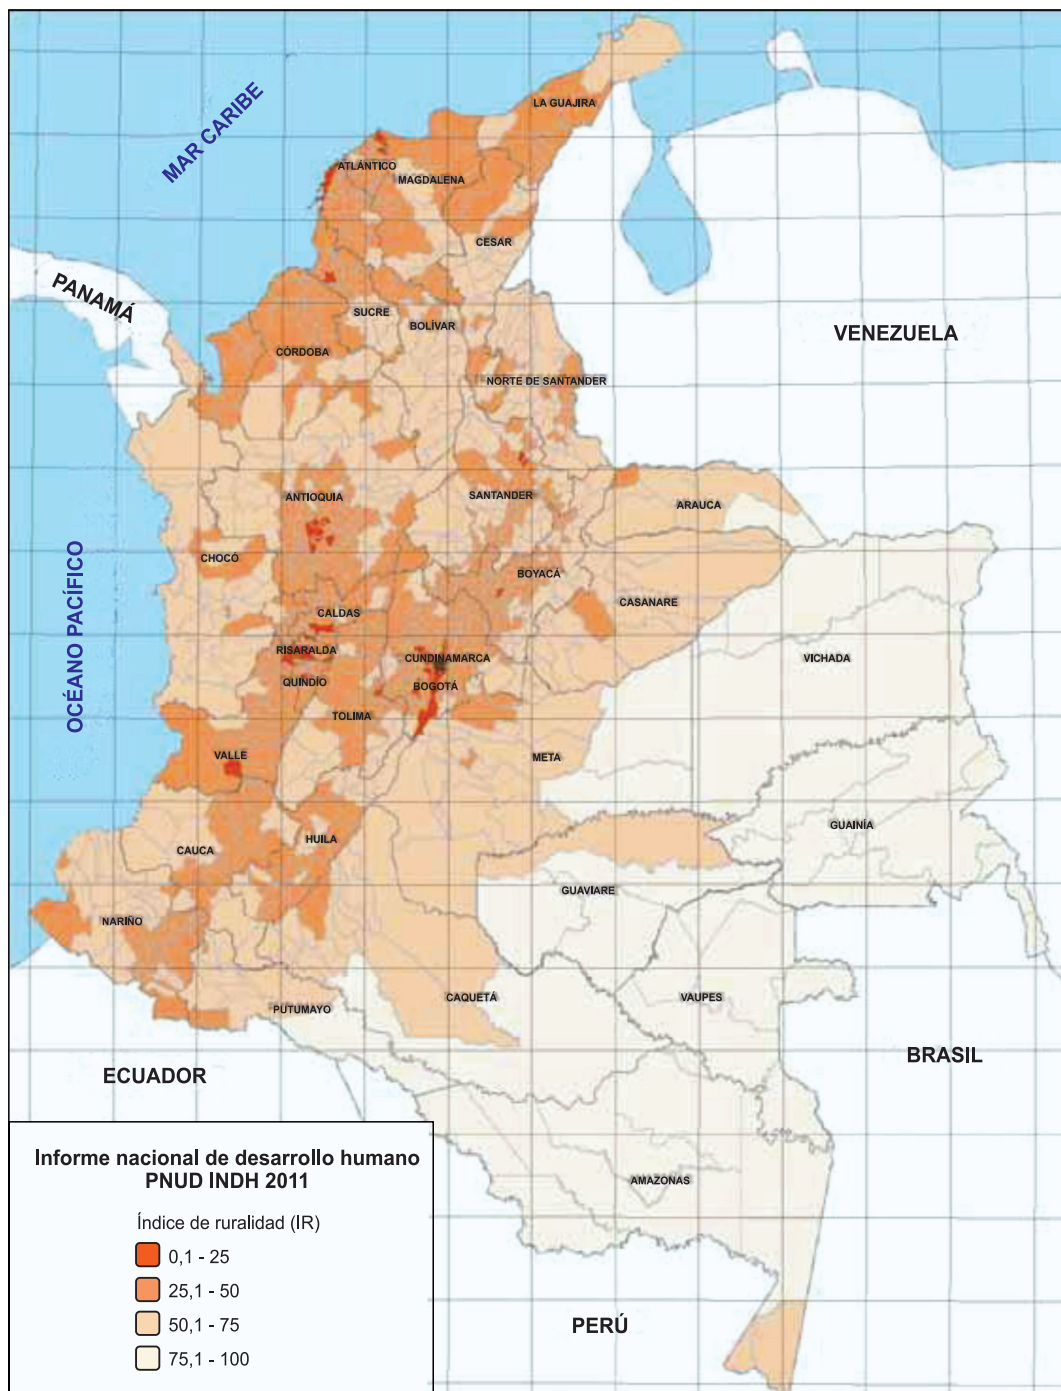 MAR CARIBE
LA GUAJIRA
ATLÁNTICO
MAGDALENA
CESAR
PANAMÁ
SUCRE
BOLÍVAR
VENEZUELA
CÓRDOBA
NORTE DE SANTANDER
ANTIOQUIA
SANTANDER
ARAUCA
OCÉANO PACÍFICO
CHOCÓ
BOYACÁ
CASANARE
CALDAS
RISARALDA
CUNDINAMARCA
VICHADA
QUINDÍO
BOGOTÁ
TOLIMA
VALLE
META
GUAINÍA
HUILA
CAUCA
GUAVIARE
NARIÑO
CAQUETÁ
VAUPES
PUTUMAYO
BRASIL
ECUADOR
AMAZONAS
PERÚ
Informe nacional de desarrollo humano
PNUD INDH 2011
Índice de ruralidad (IR)
0,1 - 25
25,1 - 50
50,1 - 75
75,1 - 100